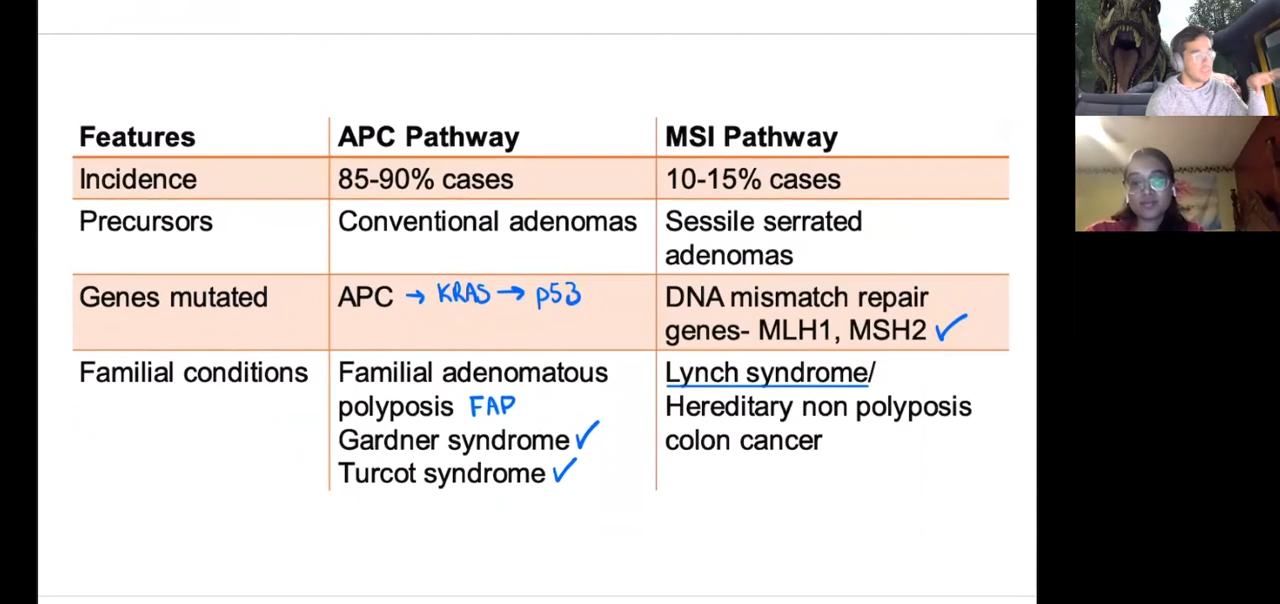 Features APC Pathway MSI Pathway
Incidence 85-90% cases 10-15% cases
Precursors Conventional adenomas Sessile serrated
adenomas
Genes mutated APC → KRAS → p53 DNA mismatch repair
genes- MLH1, MSH2 ✓
Familial conditions Familial adenomatous Lynch syndrome/
polyposis FAP Hereditary non polyposis
Gardner syndrome ✓ colon cancer
Turcot syndrome ✓